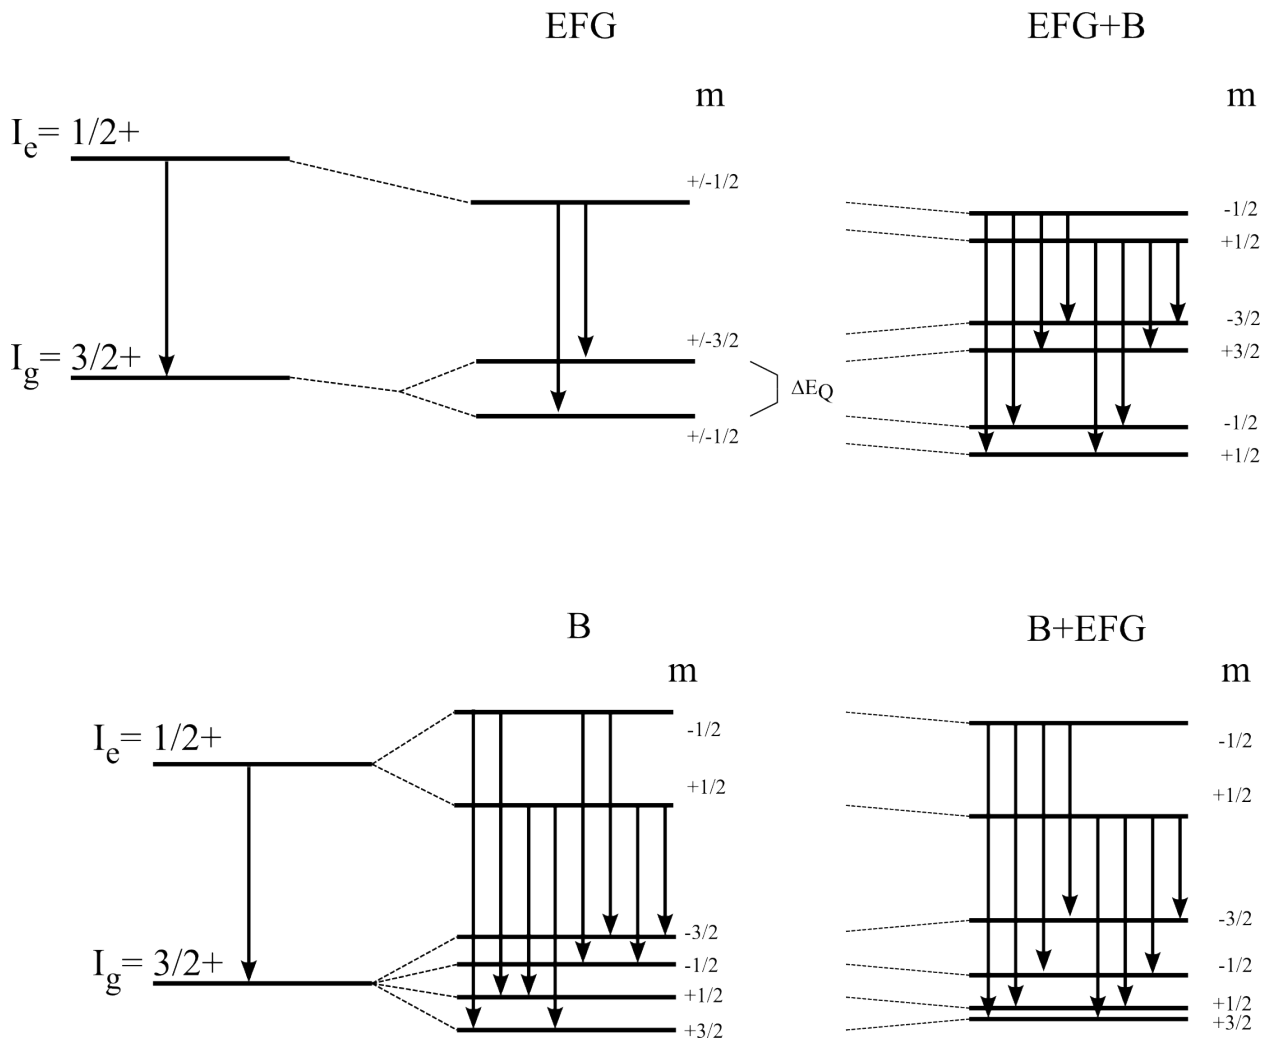 EFG
EFG+B
m
m
Ie= 1/2+
+/-1/2
-1/2
+1/2
-3/2
+/-3/2
Ig= 3/2+
+3/2
ΔEQ
-1/2
+/-1/2
+1/2
B
B+EFG
m
m
Ie= 1/2+
-1/2
-1/2
+1/2
+1/2
-3/2
-3/2
Ig= 3/2+
-1/2
-1/2
+1/2
+1/2
+3/2
+3/2